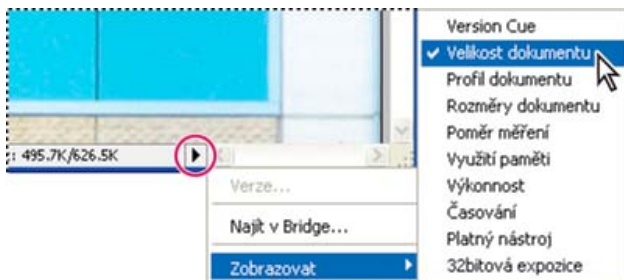 : 495.7K/626.5K
Verze...
Najít v Bridge...
Zobrazovat
Version Cue
Velikost dokumentu
Profil dokumentu
Rozměry dokumentu
Poměr měření
Využití paměti
Výkonnost
Časování
Platný nástroj
32bitová expozice